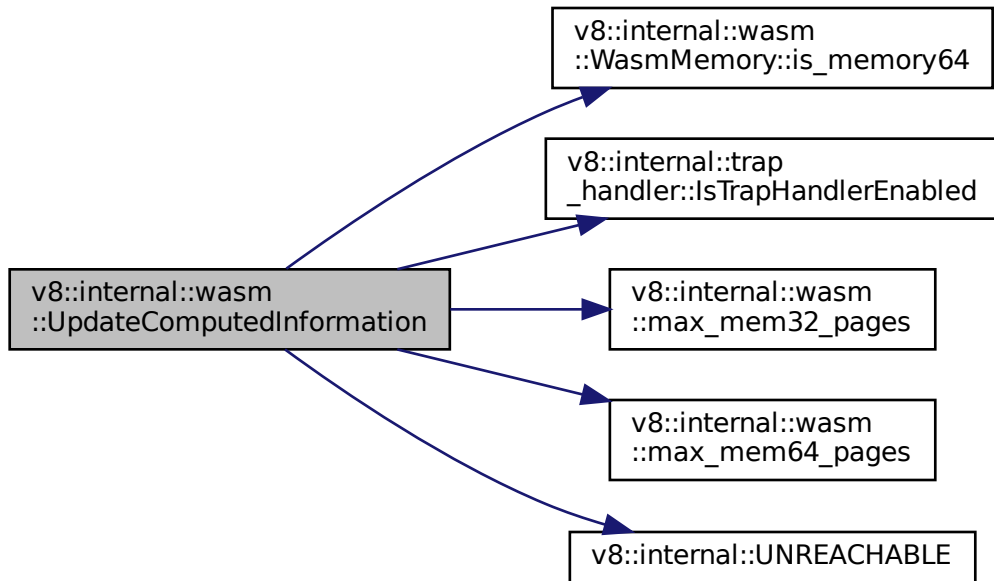 v8::internal::wasm
::WasmMemory::is_memory64
v8::internal::trap
_handler::IsTrapHandlerEnabled
v8::internal::wasm
::UpdateComputedInformation
v8::internal::wasm
::max_mem32_pages
v8::internal::wasm
::max_mem64_pages
v8::internal::UNREACHABLE